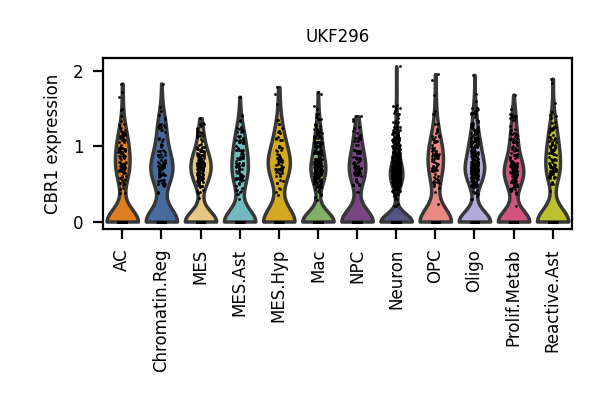 UKF296
CBR1 expression
2
1
0
AC
Chromatin.Reg
MES
MES.Ast
MES.Hyp
Mac
NPC
Neuron
OPC
Oligo
Prolif.Metab
Reactive.Ast